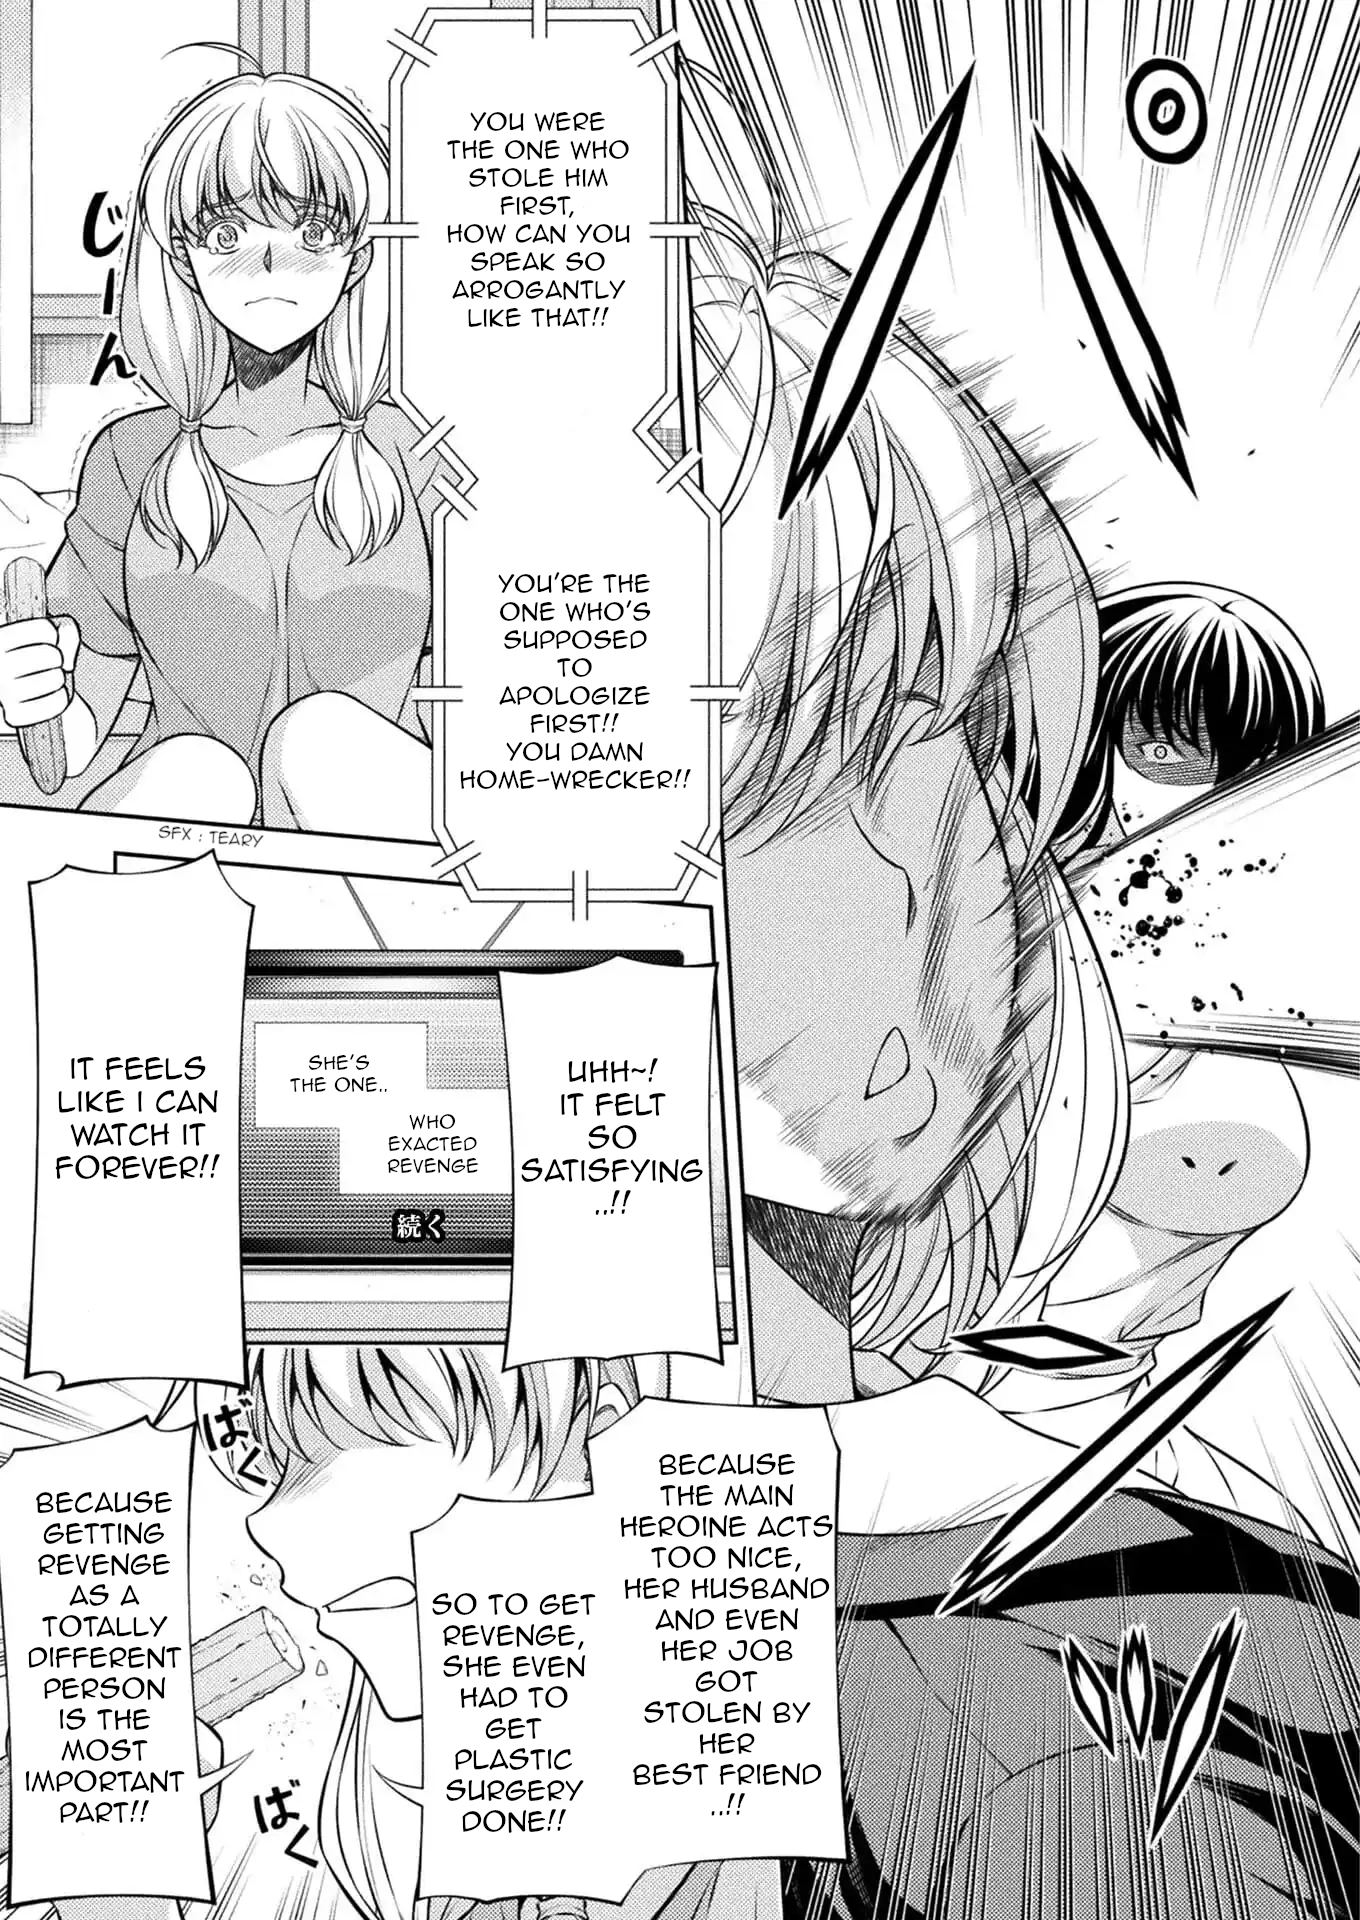 YOU WERE
THE ONE WHO
STOLE HIM
FIRST,
HOW CAN YOU
SPEAK SO
ARROGANTLY
LIKE THAT!!
じーん
YOU'RE THE
ONE WHO'S
SUPPOSED
TO
APOLOGIZE
FIRST!!
YOU DAMN
HOME-WRECKER!!
SFX : TEARY
UHH~!
IT FELT
SO
SATISFYING
..!!
SHE'S
THE ONE..
WHO
EXACTED
REVENGE
続く
IT FEELS
LIKE I CAN
WATCH IT
FOREVER!!
BECAUSE
THE MAIN
HEROINE ACTS
TOO NICE,
HER HUSBAND
AND EVEN
HER JOB
GOT
STOLEN BY
HER
BEST FRIEND
..!!
SO TO GET
REVENGE,
SHE EVEN
HAD TO
GET
PLASTIC
SURGERY
DONE!!
ばく
ばく
BECAUSE
GETTING
REVENGE
AS A
TOTALLY
DIFFERENT
PERSON
IS THE
MOST
IMPORTANT
PART!!